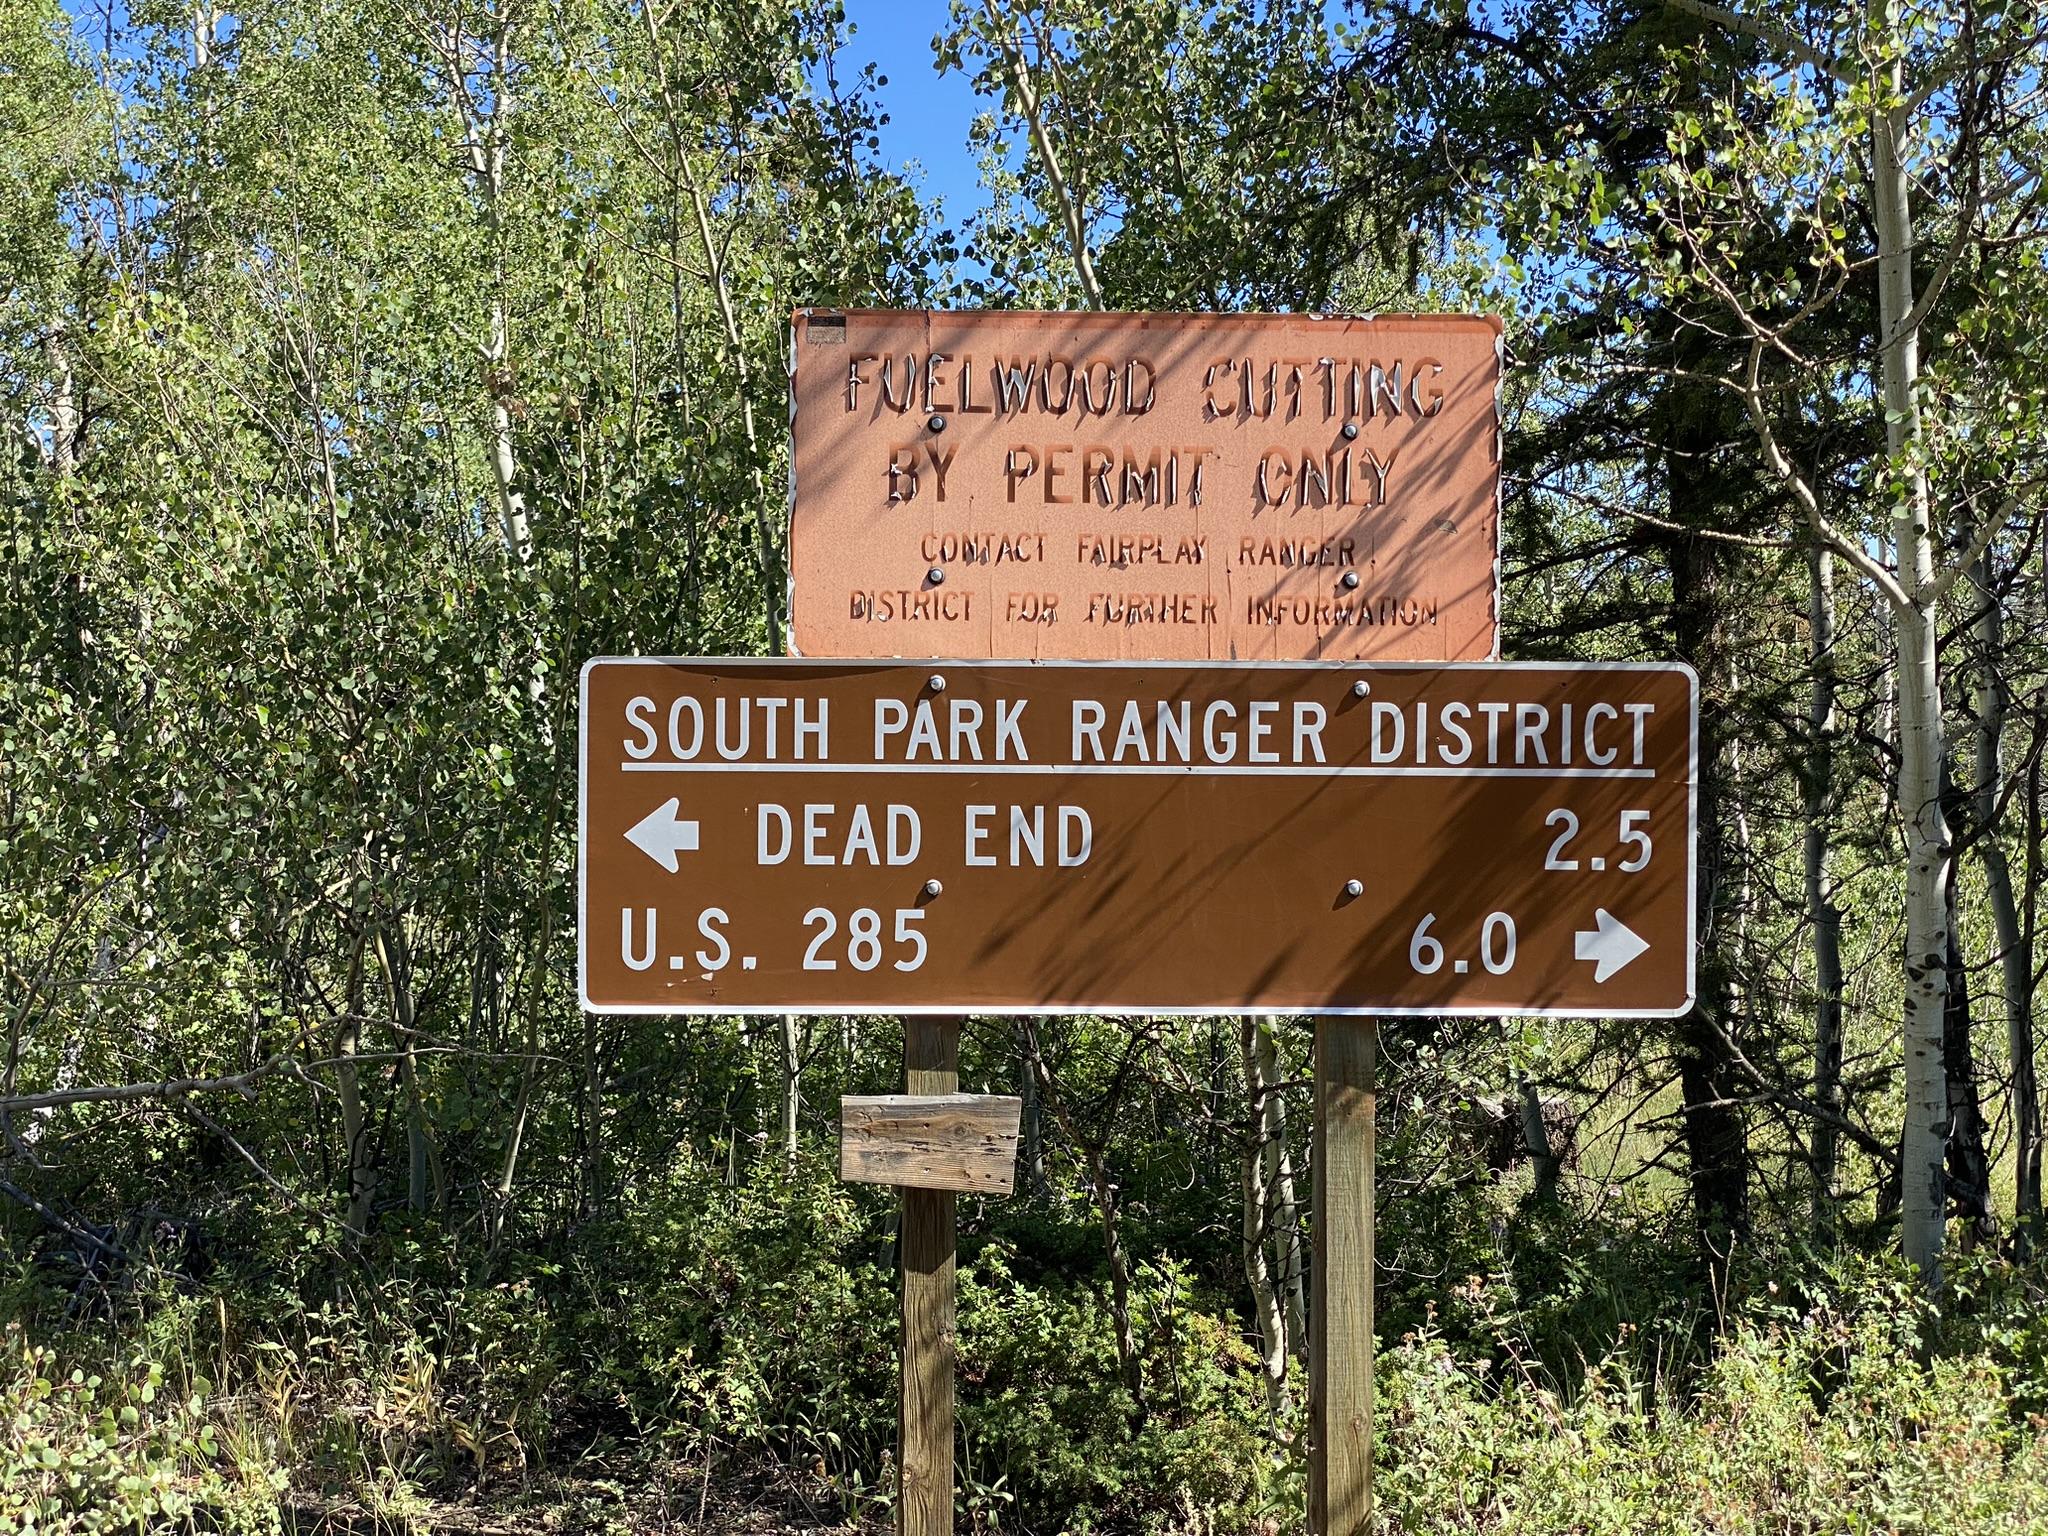 FUELWOOD CUTTING
BY PERMIT ONLY
CONTACT FAIRPLAY RANGER
DISTRICT FOR FURTHER INFORMATION
SOUTH PARK RANGER DISTRICT
← DEAD END 2.5
U.S. 285 6.0 →